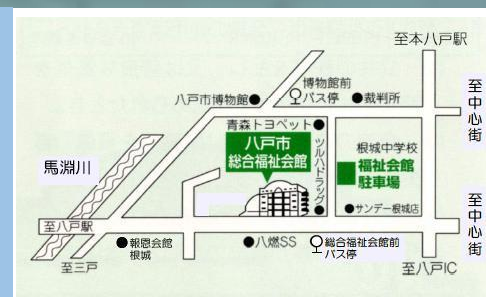 至本八戸駅
博物館前
バス停
八戸市博物館
裁判所
至中心街
青森トヨペット
八戸市
総合福祉会館
ツルハドラッグ
根城中学校
福祉会館
駐車場
馬淵川
サンデー根城店
至中心街
至八戸駅
報恩会館
根城
八燃SS
総合福祉会館前
バス停
至三戸
至八戸IC